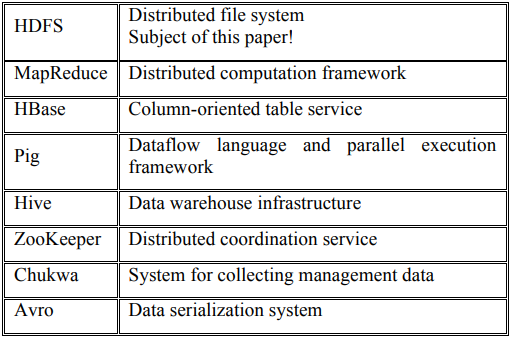 HDFS
Distributed file system
Subject of this paper!
MapReduce Distributed computation framework
HBase Column-oriented table service
Pig
Dataflow language and parallel execution
framework
Hive Data warehouse infrastructure
ZooKeeper Distributed coordination service
Chukwa System for collecting management data
Avro Data serialization system